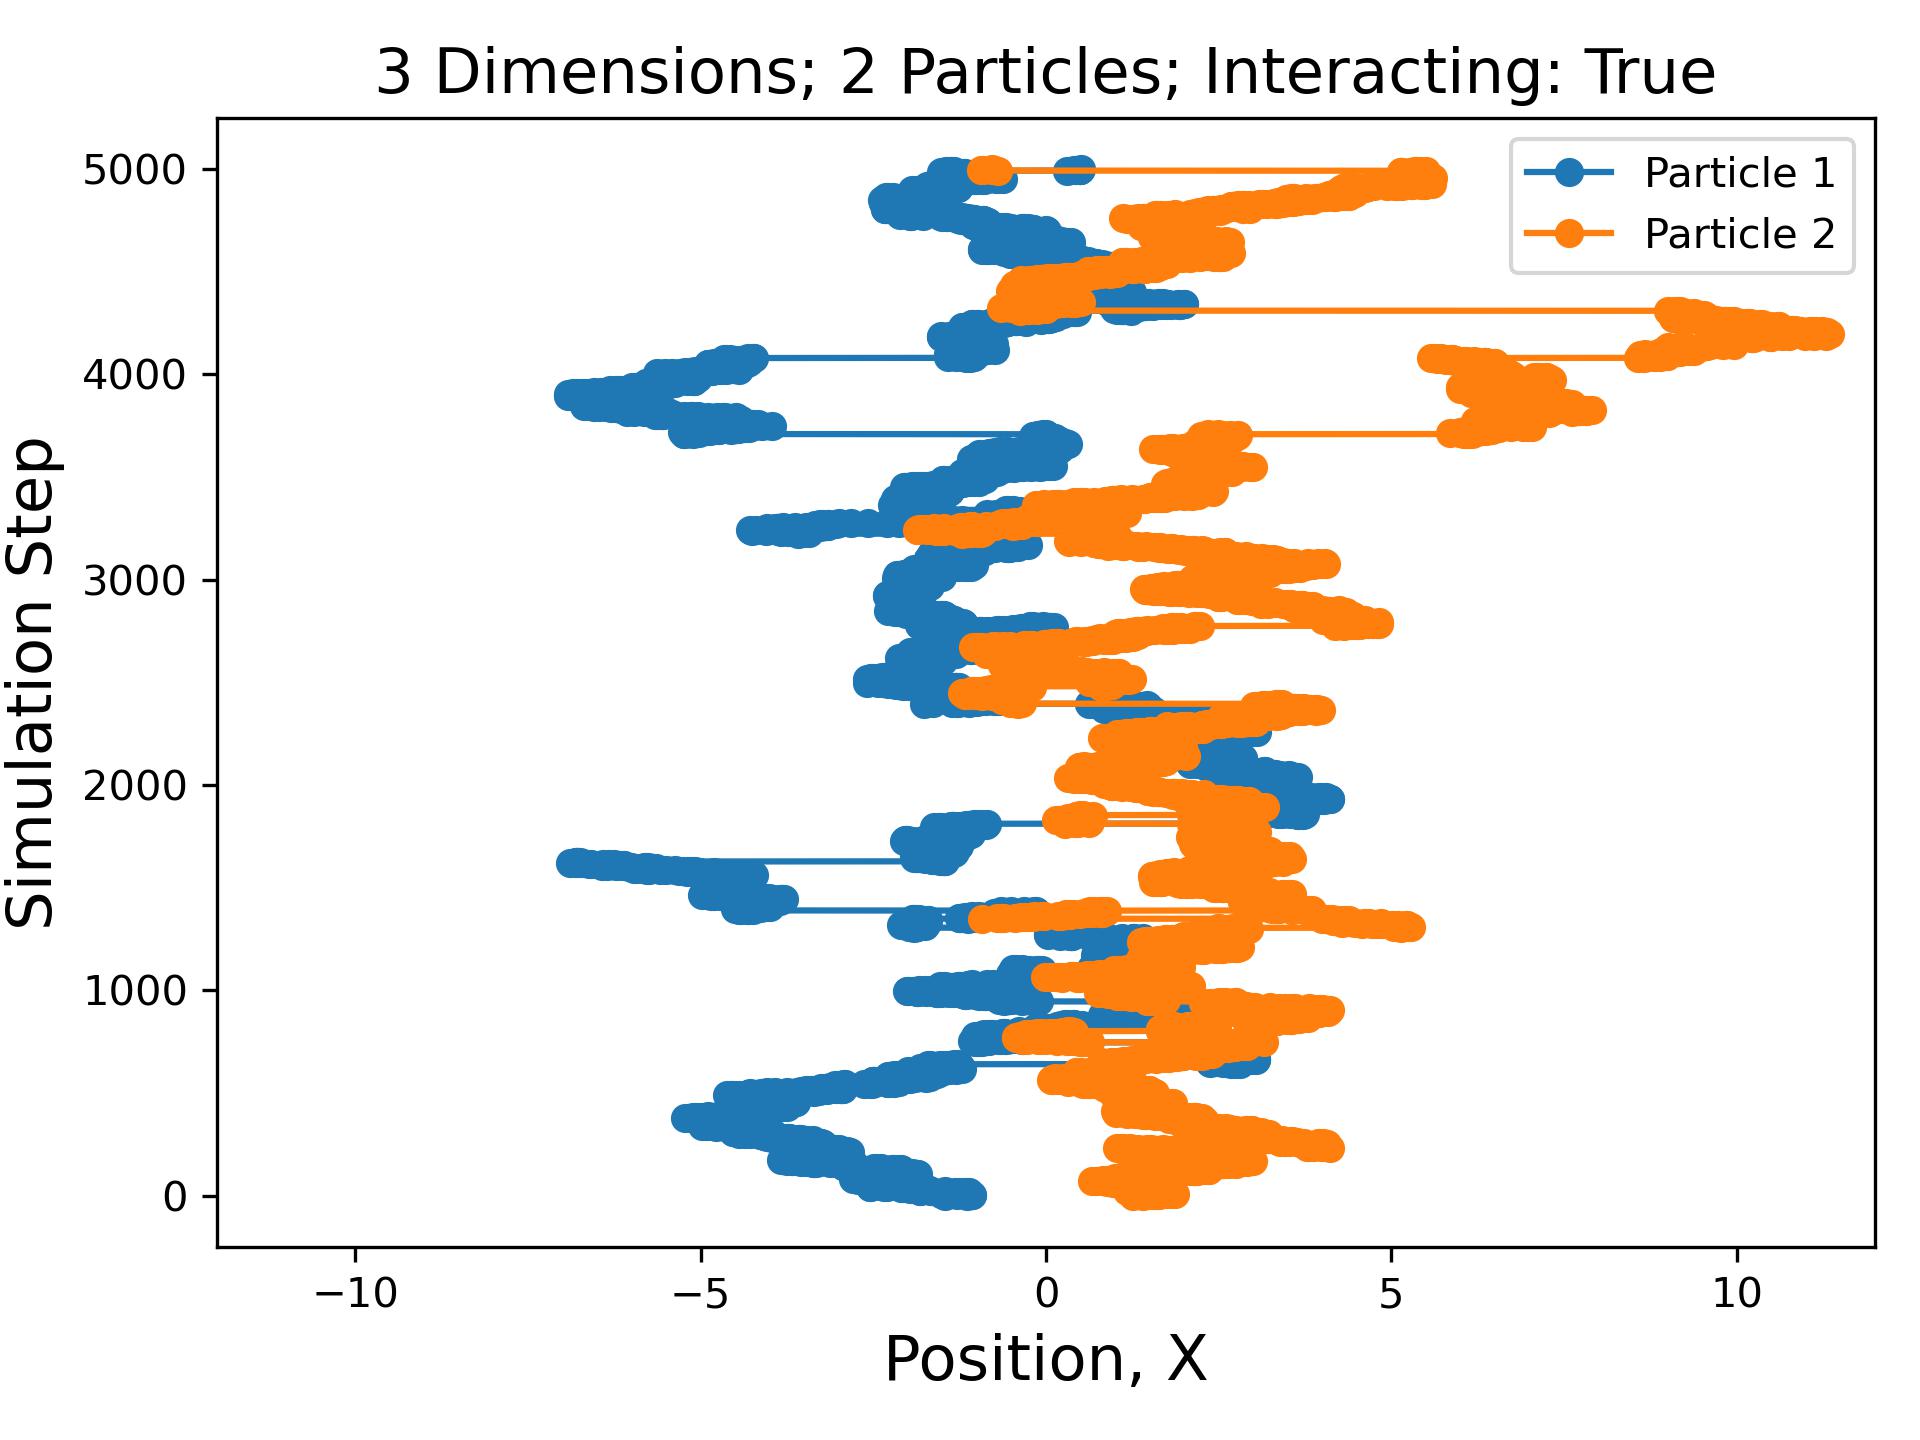 3 Dimensions; 2 Particles; Interacting: True
Particle 1
Particle 2
5000
4000
3000
2000
1000
0
Simulation Step
−10
−5
0
5
10
Position, X